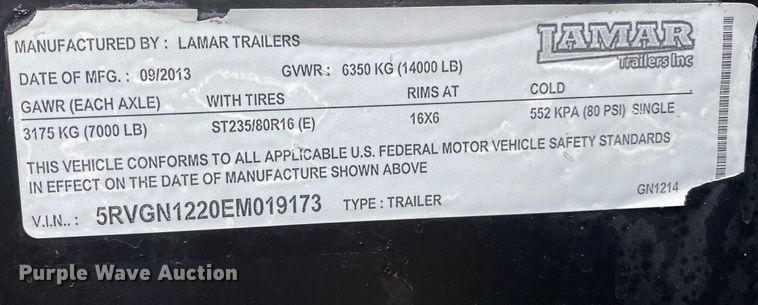 MANUFACTURED BY : LAMAR TRAILERS
LAMAR
Trailers Inc
DATE OF MFG. : 09/2013 GVWR : 6350 KG (14000 LB)
GAWR (EACH AXLE) WITH TIRES RIMS AT COLD
3175 KG (7000 LB) ST235/80R16 (E) 16X6 552 KPA (80 PSI) SINGLE
THIS VEHICLE CONFORMS TO ALL APPLICABLE U.S. FEDERAL MOTOR VEHICLE SAFETY STANDARDS
IN EFFECT ON THE DATE OF MANUFACTURE SHOWN ABOVE
GN1214
V.I.N.. : 5RVGN1220EM019173 TYPE : TRAILER
Purple Wave Auction